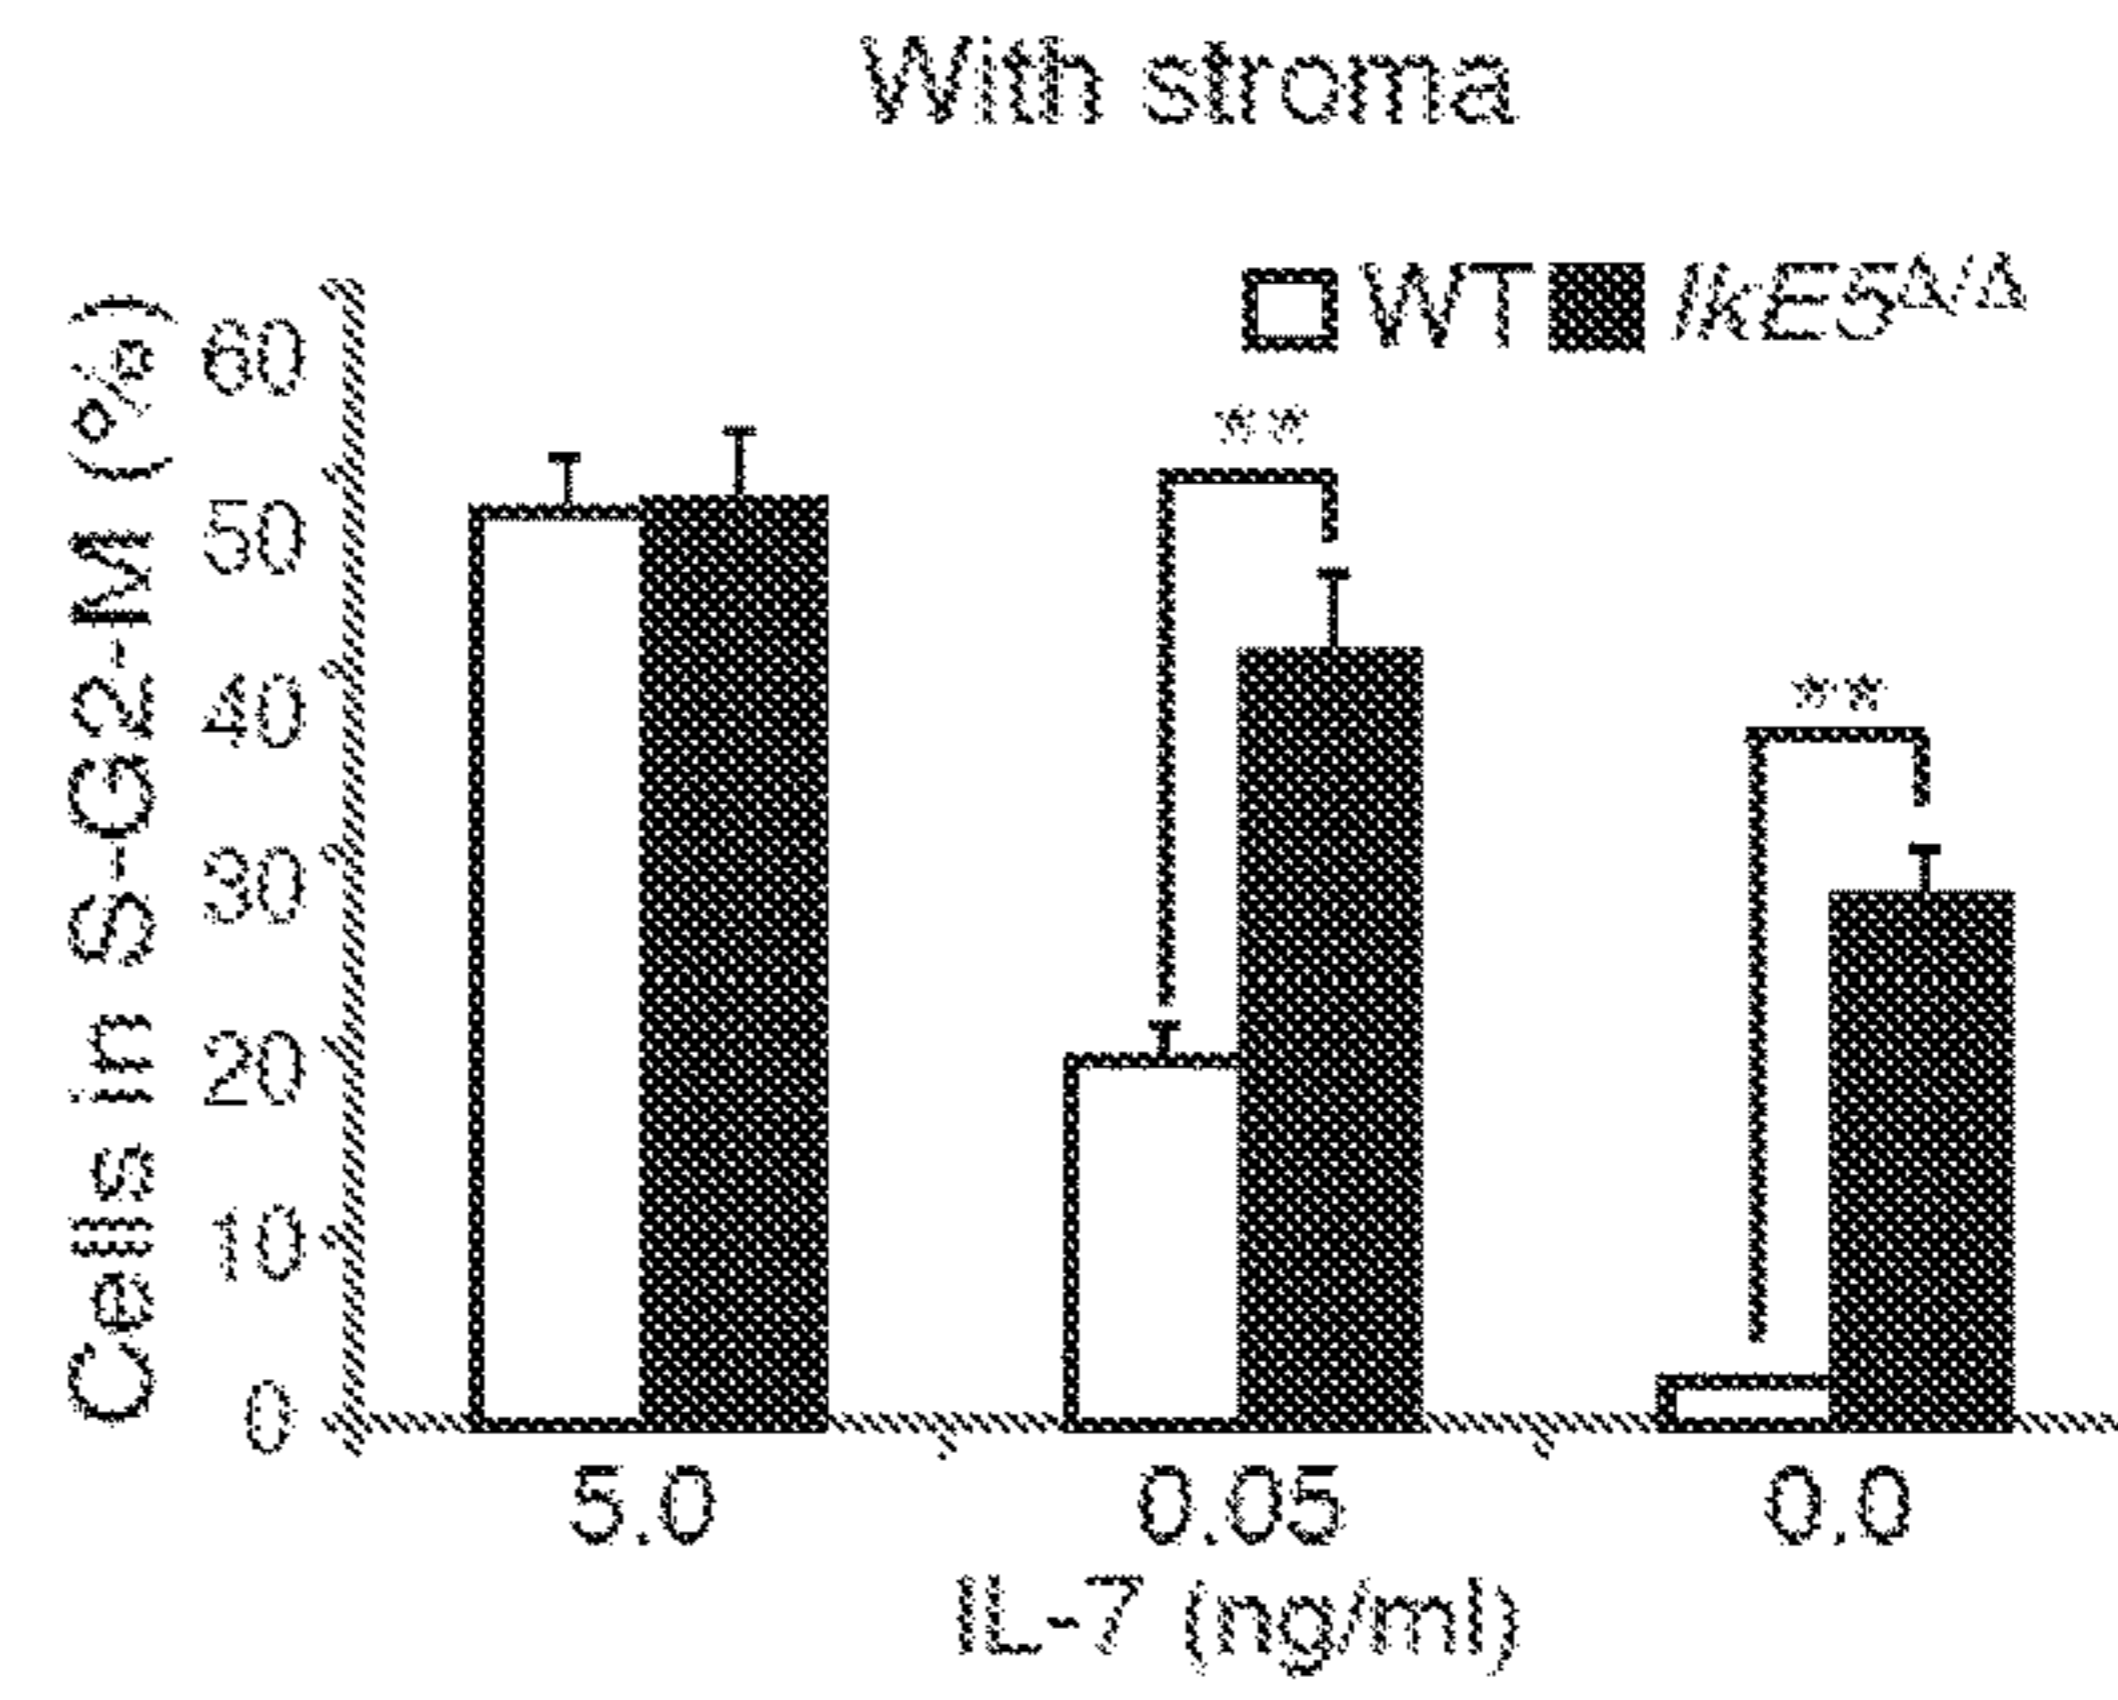 With stroma
WT IkE5Δ/Δ
Cells in S-G2-M (%)
60
50
40
30
20
10
0
**
**
5.0 0.05 0.0
IL-7 (ng/ml)